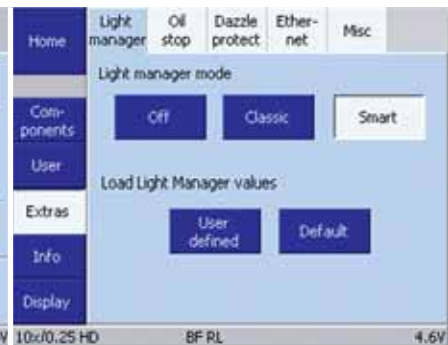 Home
Light
manager
Oil
stop
Dazzle
protect
Ether-
net
Misc
Light manager mode
Com-
ponents
Off
Classic
Smart
User
Load Light Manager values
Extras
User
defined
Default
Info
Display
V 10x/0.25 HD BF RL 4.6V